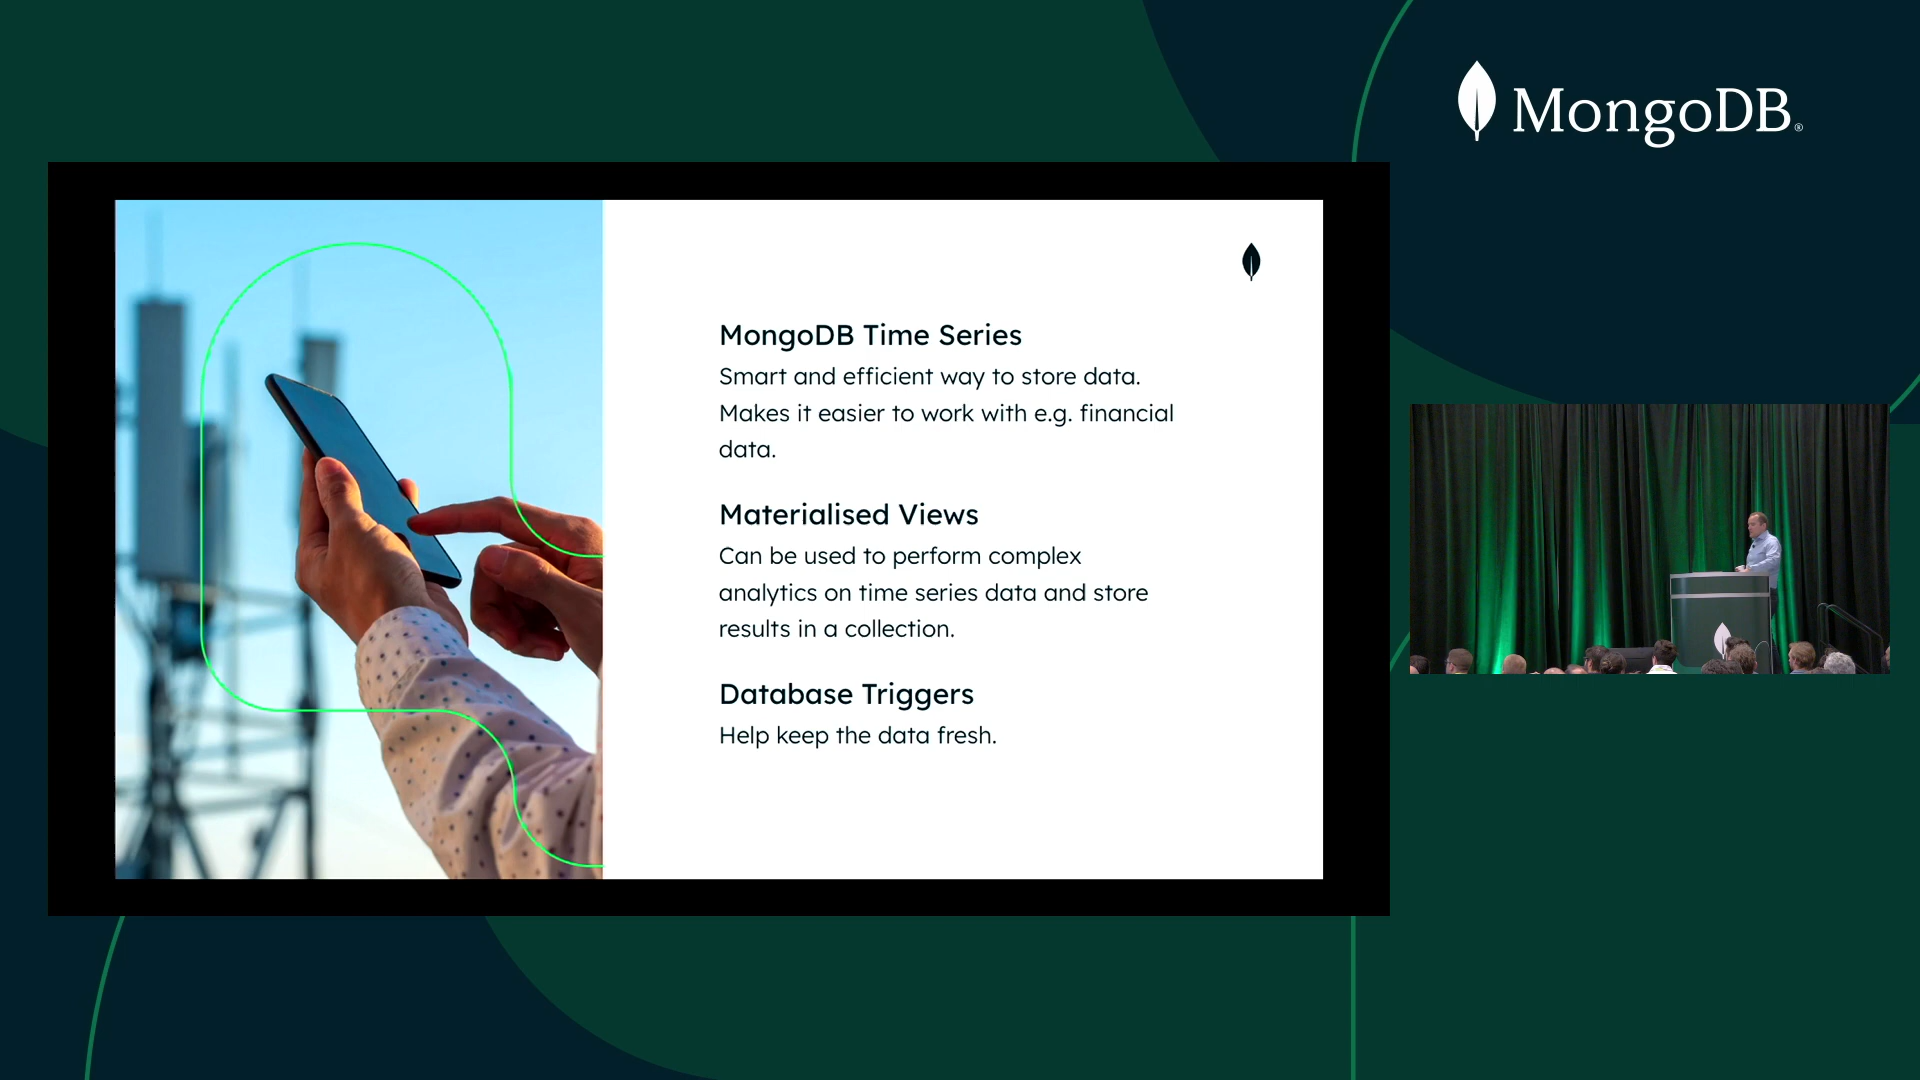 MongoDB®
MongoDB Time Series
Smart and efficient way to store data.
Makes it easier to work with e.g. financial
data.
Materialised Views
Can be used to perform complex
analytics on time series data and store
results in a collection.
Database Triggers
Help keep the data fresh.